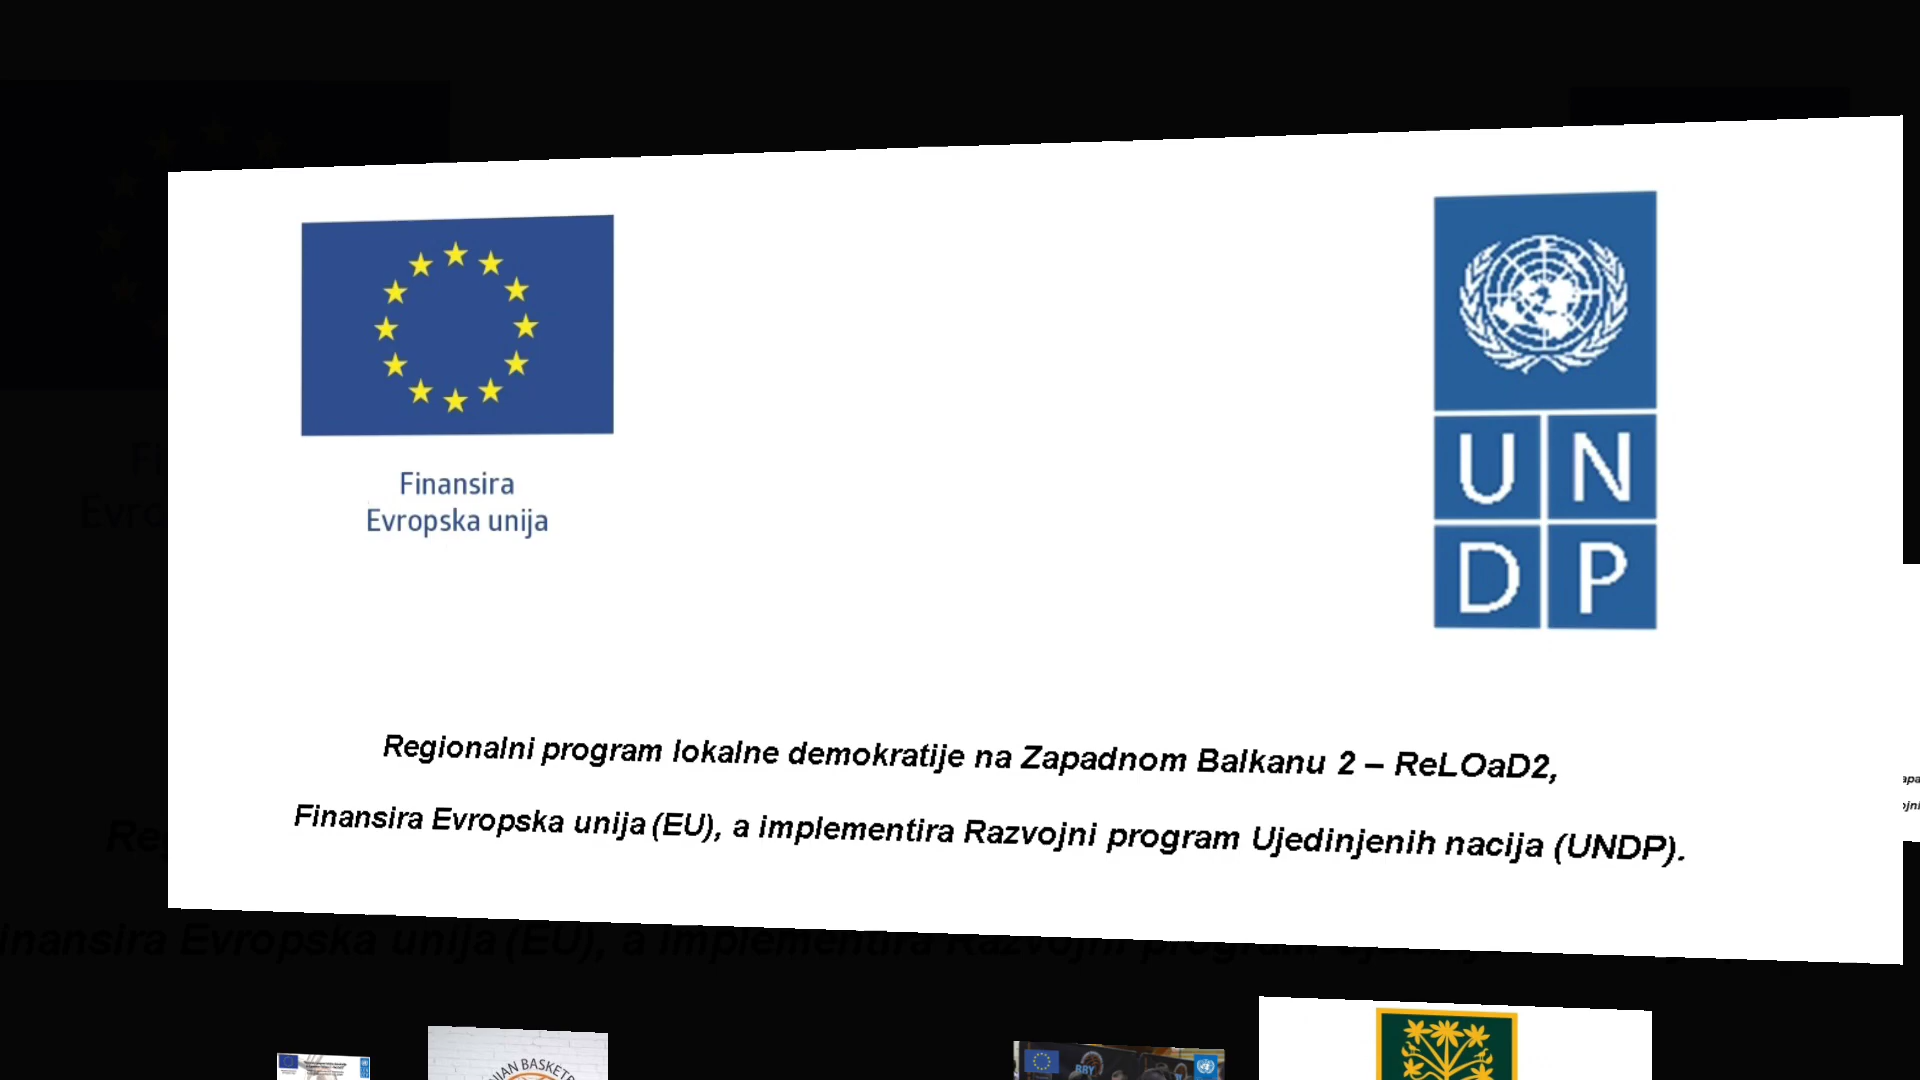 Finansira
Evropska unija
U N
D P
Regionalni program lokalne demokratije na Zapadnom Balkanu 2 – ReLOaD2,
Finansira Evropska unija (EU), a implementira Razvojni program Ujedinjenih nacija (UNDP).